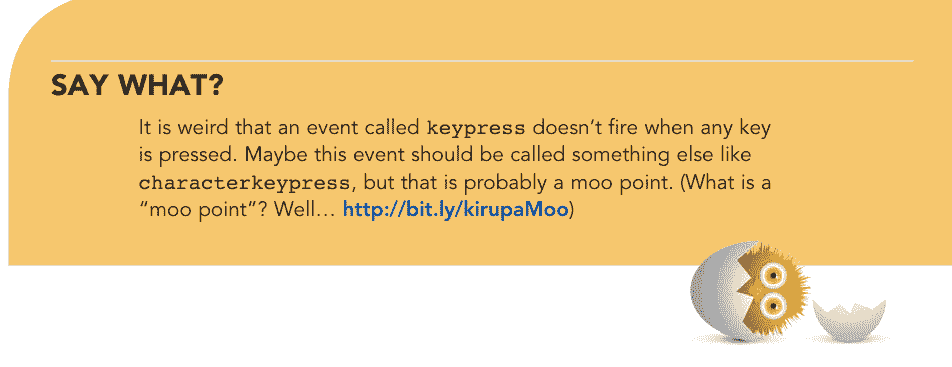 SAY WHAT?
It is weird that an event called keypress doesn’t fire when any key
is pressed. Maybe this event should be called something else like
characterkeypress, but that is probably a moo point. (What is a
“moo point”? Well… http://bit.ly/kirupaMoo)